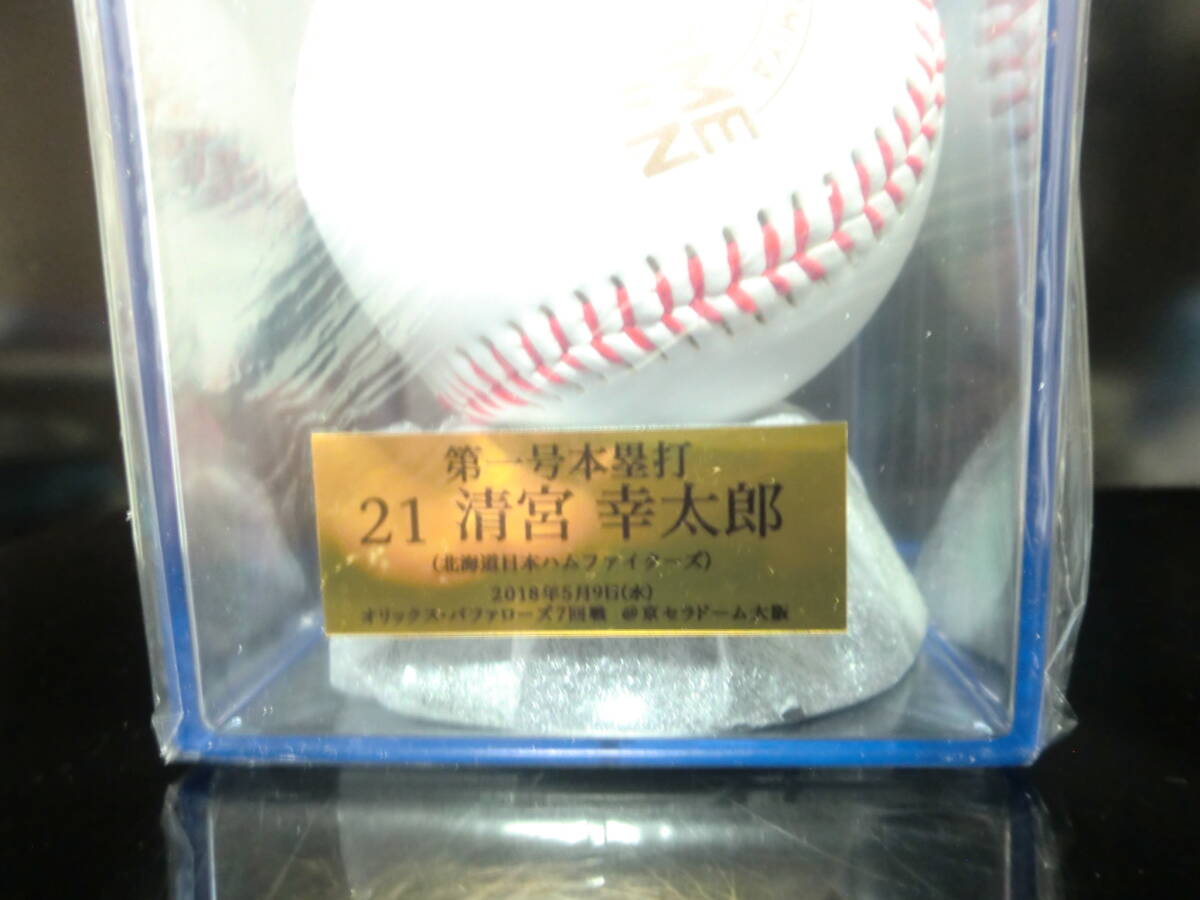 MEN
第一号本塁打
21 清宮 幸太郎
(北海道日本ハムファイターズ)
2018年5月9日(水)
オリックス・バファローズ7回戦 @京セラドーム大阪